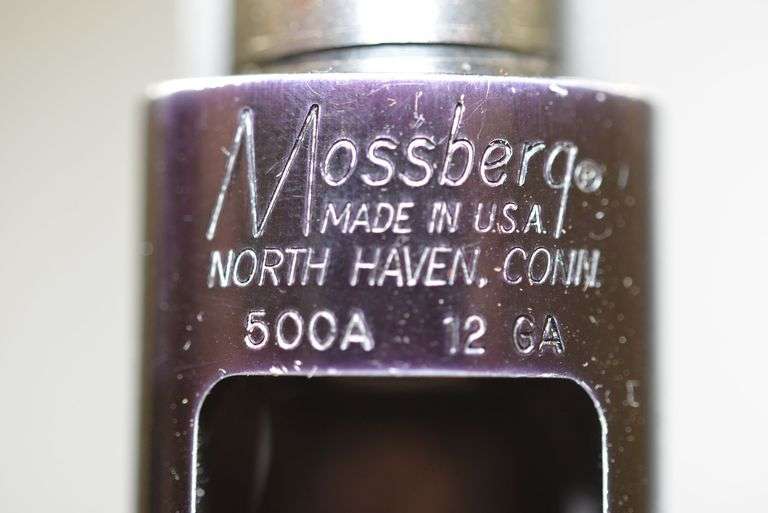 Mossberg®
MADE IN U.S.A.
NORTH HAVEN, CONN.
500A 12 GA